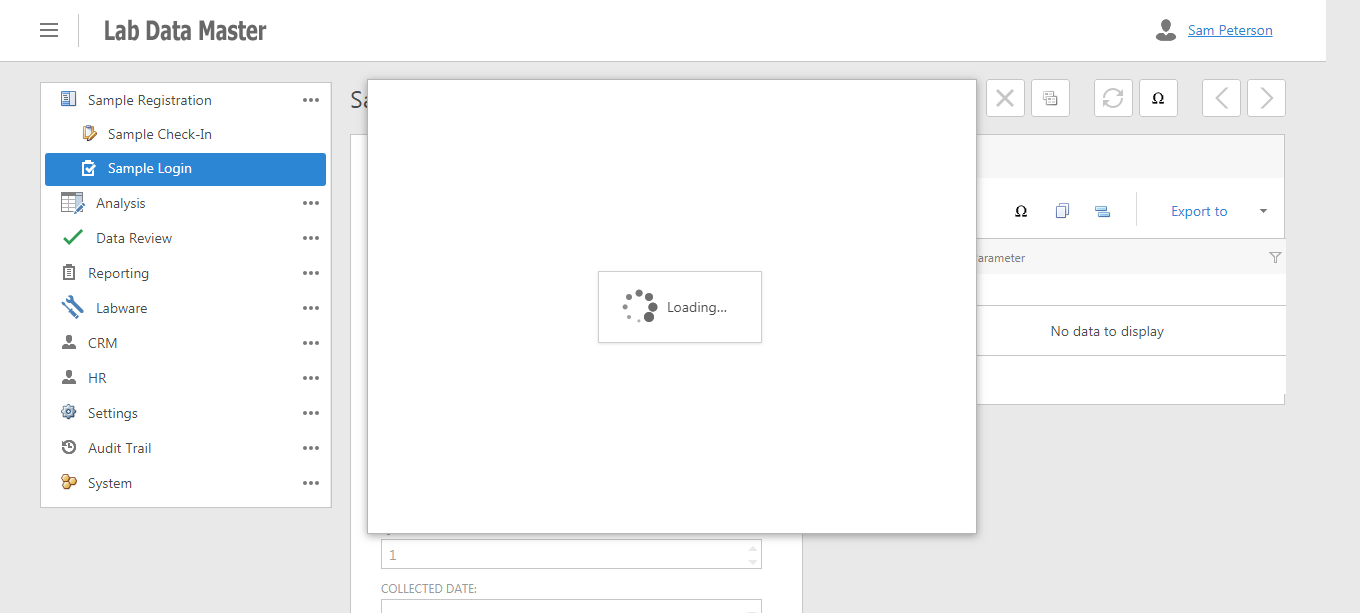 Lab Data Master
Sam Peterson
Sample Registration
Sample Check-In
Sample Login
Analysis
Data Review
Reporting
Labware
CRM
HR
Settings
Audit Trail
System
Sa
Ω
Ω
Export to
arameter
No data to display
Loading...
1
COLLECTED DATE: